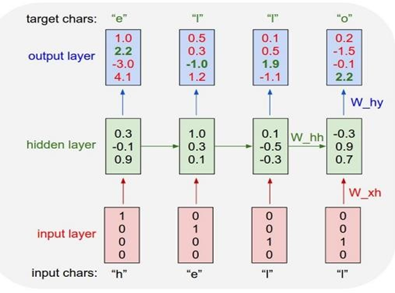 target chars: “e” “l” “l” “o”
output layer
1.0 0.5 0.1 0.2
2.2 0.3 0.5 -1.5
-3.0 -1.0 1.9 -0.1
4.1 1.2 -1.1 2.2
W_hy
hidden layer
0.3 1.0 0.1 -0.3
-0.1 0.3 -0.5 0.9
0.9 0.1 -0.3 0.7
W_hh
W_xh
input layer
1 0 0 0
0 1 0 0
0 0 1 1
0 0 0 0
input chars: “h” “e” “l” “l”